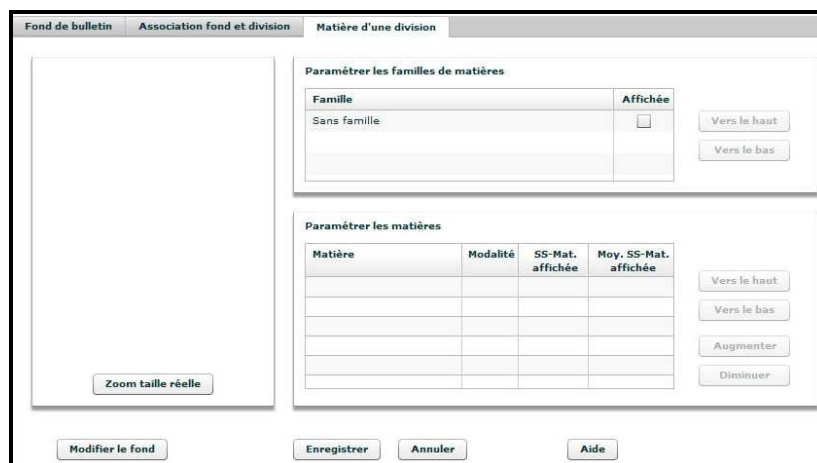 Fond de bulletin Association fond et division Matière d'une division
Paramétrer les familles de matières
Famille Affichée
Sans famille
Vers le haut
Vers le bas
Paramétrer les matières
Matière Modalité SS-Mat. affichée Moy. SS-Mat. affichée
Vers le haut
Vers le bas
Augmenter
Diminuer
Zoom taille réelle
Modifier le fond Enregistrer Annuler Aide